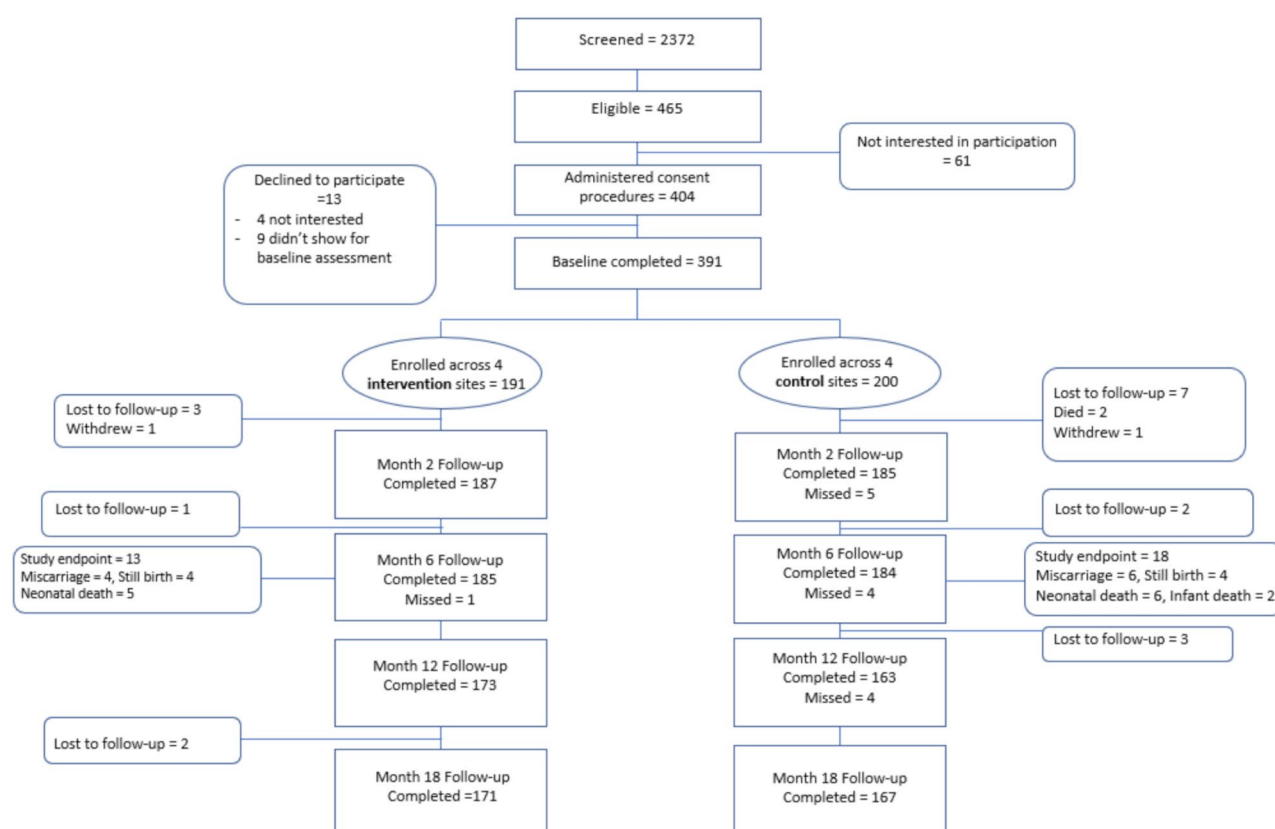 Screened = 2372
Eligible = 465
Not interested in participation
= 61
Administered consent
procedures = 404
Declined to participate
=13
- 4 not interested
- 9 didn't show for
baseline assessment
Baseline completed = 391
Enrolled across 4
intervention sites = 191
Enrolled across 4
control sites = 200
Lost to follow-up = 3
Withdrew = 1
Lost to follow-up = 7
Died = 2
Withdrew = 1
Month 2 Follow-up
Completed = 187
Month 2 Follow-up
Completed = 185
Missed = 5
Lost to follow-up = 1
Lost to follow-up = 2
Study endpoint = 13
Miscarriage = 4, Still birth = 4
Neonatal death = 5
Month 6 Follow-up
Completed = 185
Missed = 1
Month 6 Follow-up
Completed = 184
Missed = 4
Study endpoint = 18
Miscarriage = 6, Still birth = 4
Neonatal death = 6, Infant death = 2
Lost to follow-up = 3
Month 12 Follow-up
Completed = 173
Month 12 Follow-up
Completed = 163
Missed = 4
Lost to follow-up = 2
Month 18 Follow-up
Completed =171
Month 18 Follow-up
Completed = 167